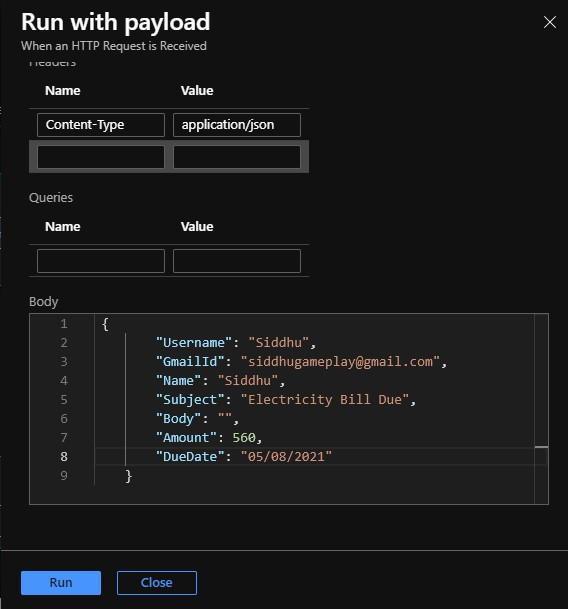 Run with payload
When an HTTP Request is Received
Headers
Name Value
Content-Type application/json
Queries
Name Value
Body
1 {
2 "Username": "Siddhu",
3 "GmailId": "siddhugameplay@gmail.com",
4 "Name": "Siddhu",
5 "Subject": "Electricity Bill Due",
6 "Body": "",
7 "Amount": 560,
8 "DueDate": "05/08/2021"
9 }
Run Close